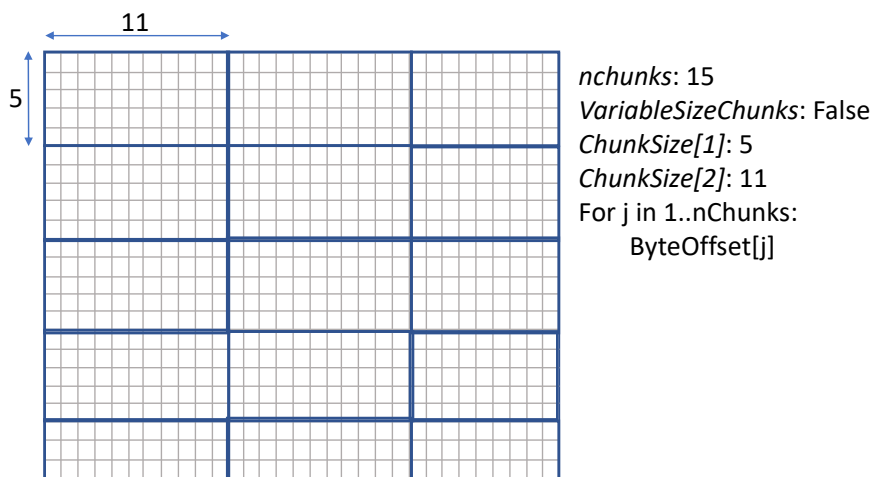 11
5
nchunks: 15
VariableSizeChunks: False
ChunkSize[1]: 5
ChunkSize[2]: 11
For j in 1..nChunks:
ByteOffset[j]